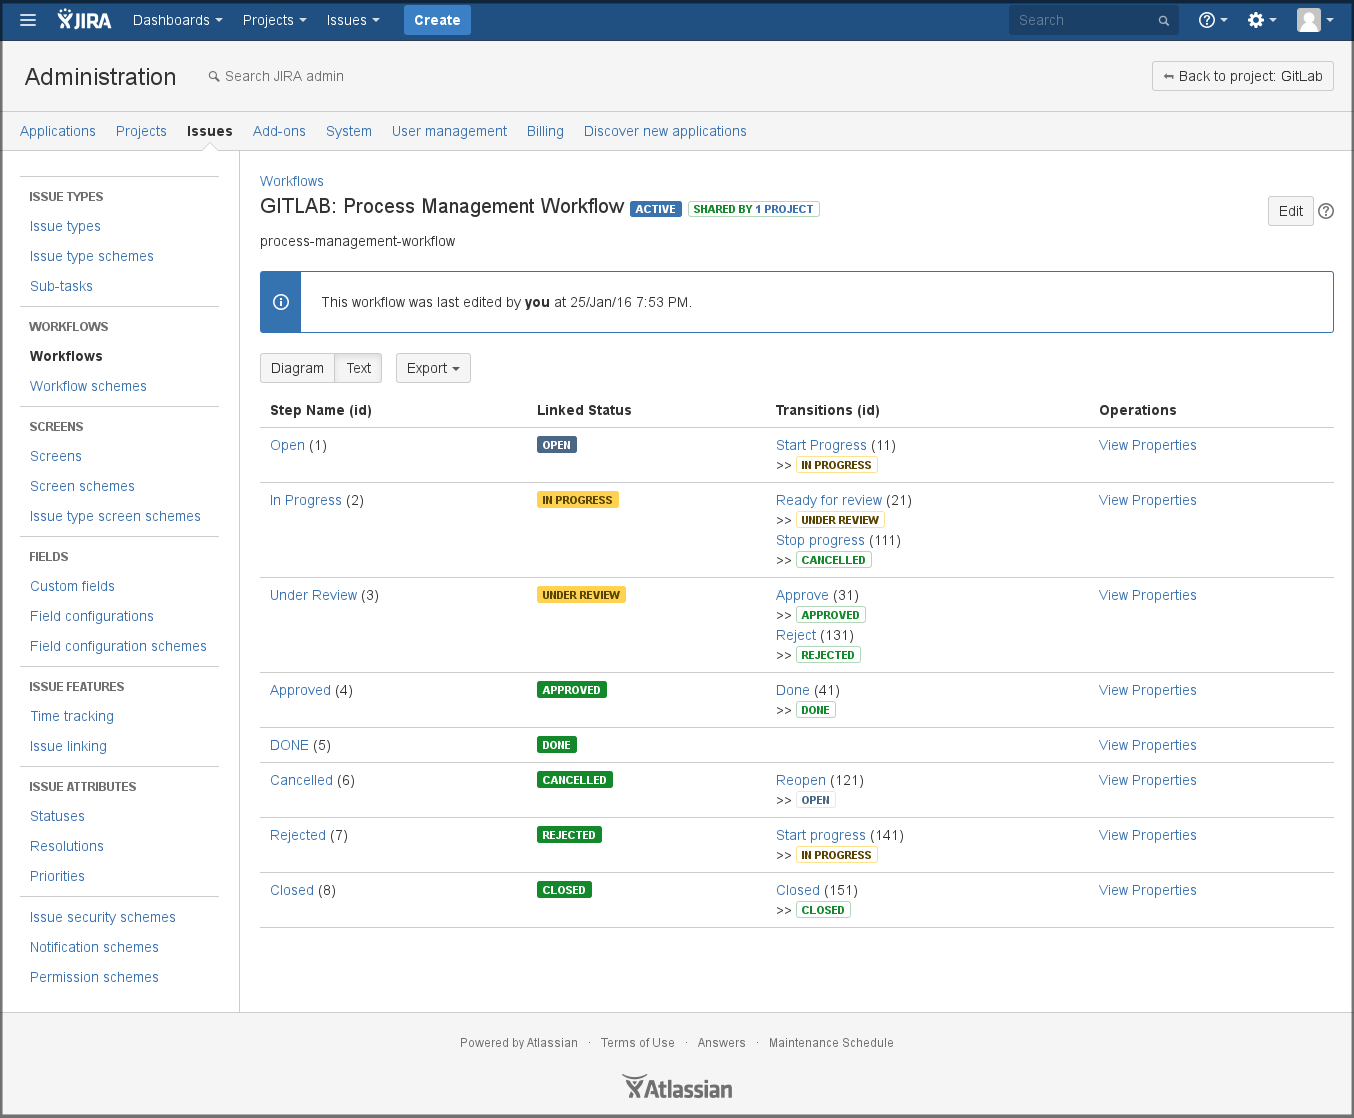 JIRA Dashboards Projects Issues Create Search
Administration Search JIRA admin Back to project: GitLab
Applications Projects Issues Add-ons System User management Billing Discover new applications
ISSUE TYPES
Issue types
Issue type schemes
Sub-tasks
WORKFLOWS
Workflows
Workflow schemes
SCREENS
Screens
Screen schemes
Issue type screen schemes
FIELDS
Custom fields
Field configurations
Field configuration schemes
ISSUE FEATURES
Time tracking
Issue linking
ISSUE ATTRIBUTES
Statuses
Resolutions
Priorities
Issue security schemes
Notification schemes
Permission schemes
Workflows
GITLAB: Process Management Workflow ACTIVE SHARED BY 1 PROJECT Edit
process-management-workflow
This workflow was last edited by you at 25/Jan/16 7:53 PM.
Diagram Text Export
Step Name (id) Linked Status Transitions (id) Operations
Open (1) OPEN Start Progress (11) View Properties
>> IN PROGRESS
In Progress (2) IN PROGRESS Ready for review (21) View Properties
>> UNDER REVIEW
Stop progress (111)
>> CANCELLED
Under Review (3) UNDER REVIEW Approve (31) View Properties
>> APPROVED
Reject (131)
>> REJECTED
Approved (4) APPROVED Done (41) View Properties
>> DONE
DONE (5) DONE View Properties
Cancelled (6) CANCELLED Reopen (121) View Properties
>> OPEN
Rejected (7) REJECTED Start progress (141) View Properties
>> IN PROGRESS
Closed (8) CLOSED Closed (151) View Properties
>> CLOSED
Powered by Atlassian · Terms of Use · Answers · Maintenance Schedule
Atlassian